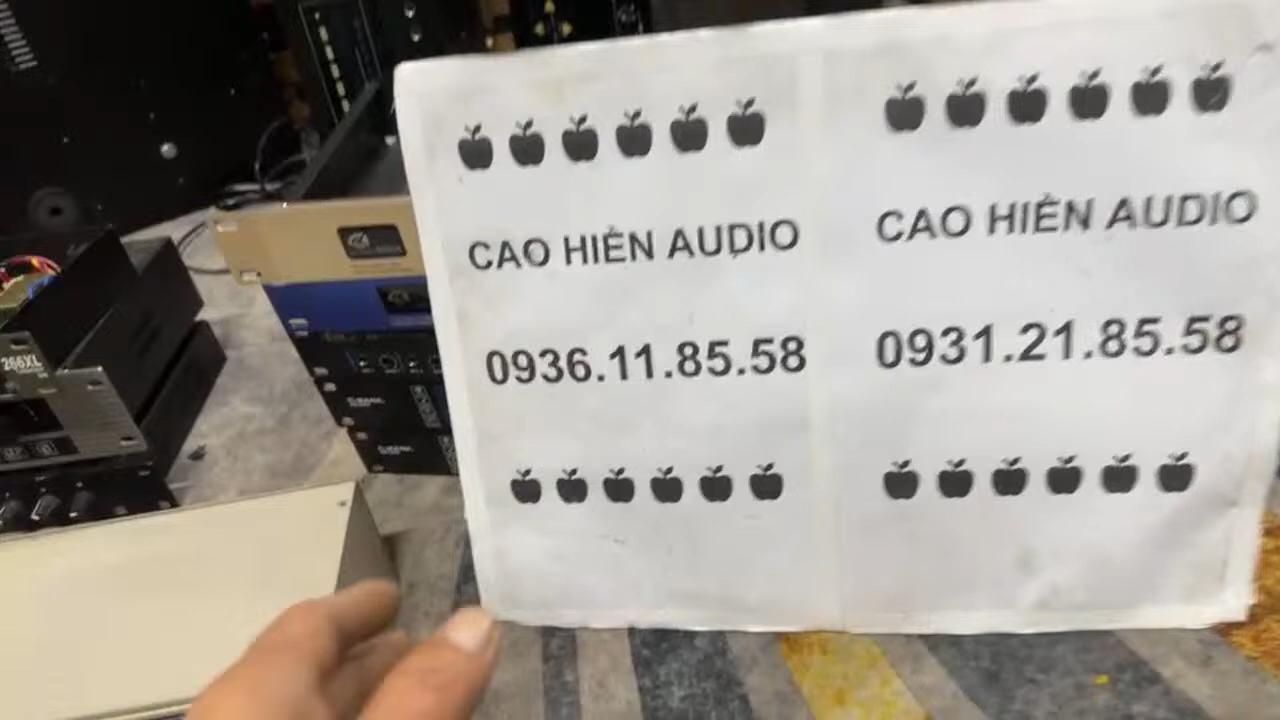 CAO HIỀN AUDIO
0936.11.85.58
CAO HIỀN AUDIO
0931.21.85.58
266XL